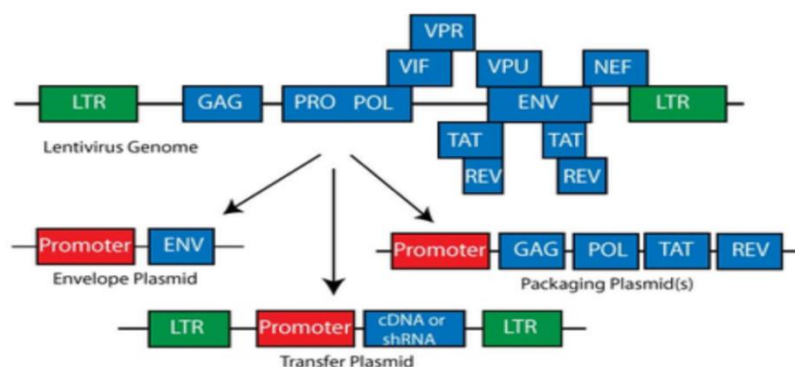 VPR
VIF VPU NEF
LTR GAG PRO POL ENV LTR
TAT TAT
Lentivirus Genome
REV REV
Promoter ENV
Promoter GAG POL TAT REV
Envelope Plasmid
Packaging Plasmid(s)
LTR Promoter cDNA or shRNA LTR
Transfer Plasmid